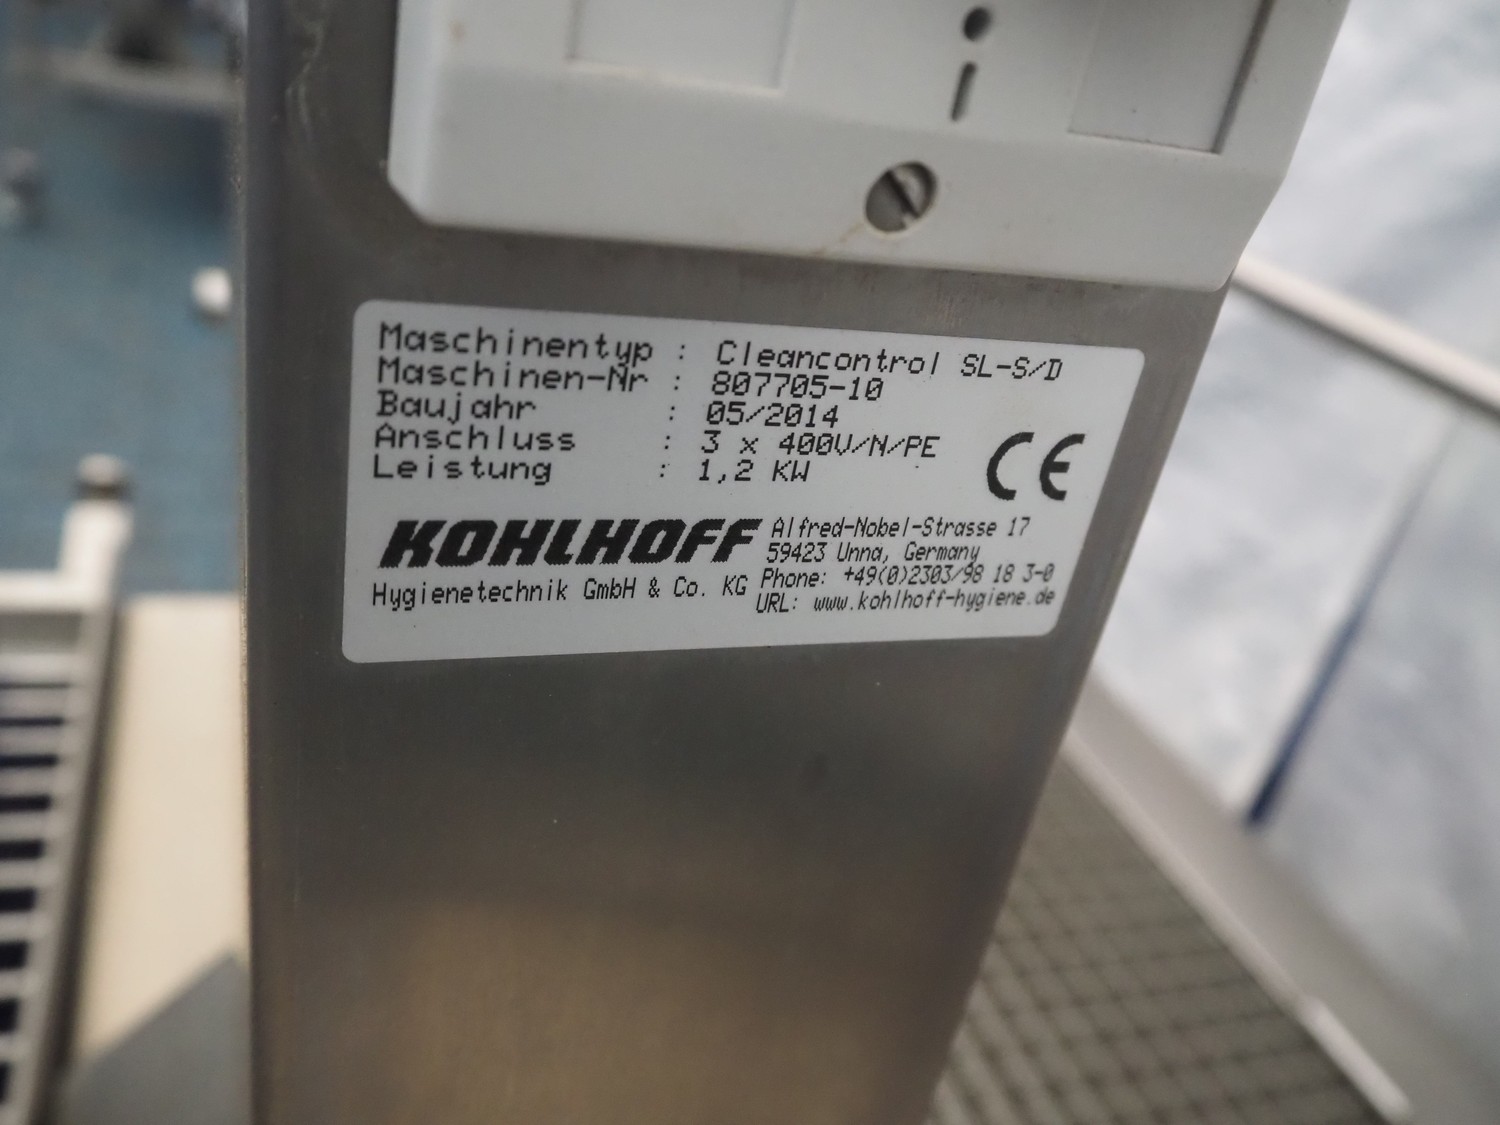 Maschinentyp : Cleancontrol SL-S/D
Maschinen-Nr : 807705-10
Baujahr : 05/2014
Anschluss : 3 x 400V/N/PE
Leistung : 1,2 KW
CE
KOHLHOFF
Hygienetechnik GmbH & Co. KG
Alfred-Nobel-Strasse 17
59423 Unna, Germany
Phone: +49(0)2303/98 18 3-0
URL: www.kohlhoff-hygiene.de